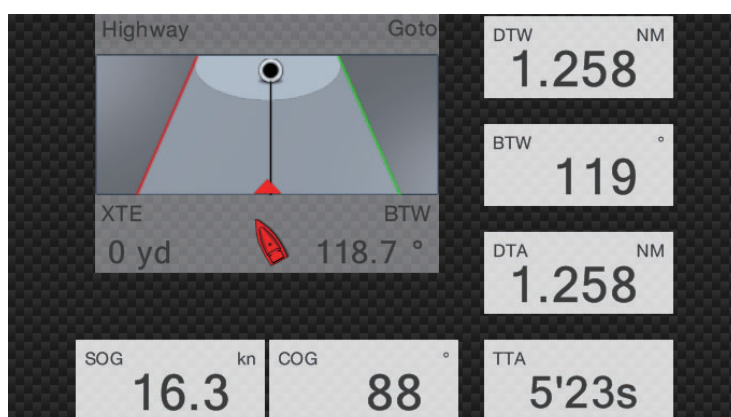 Highway Goto
XTE BTW
0 yd 118.7 °
DTW NM
1.258
BTW °
119
DTA NM
1.258
SOG kn
16.3
COG °
88
TTA
5'23s